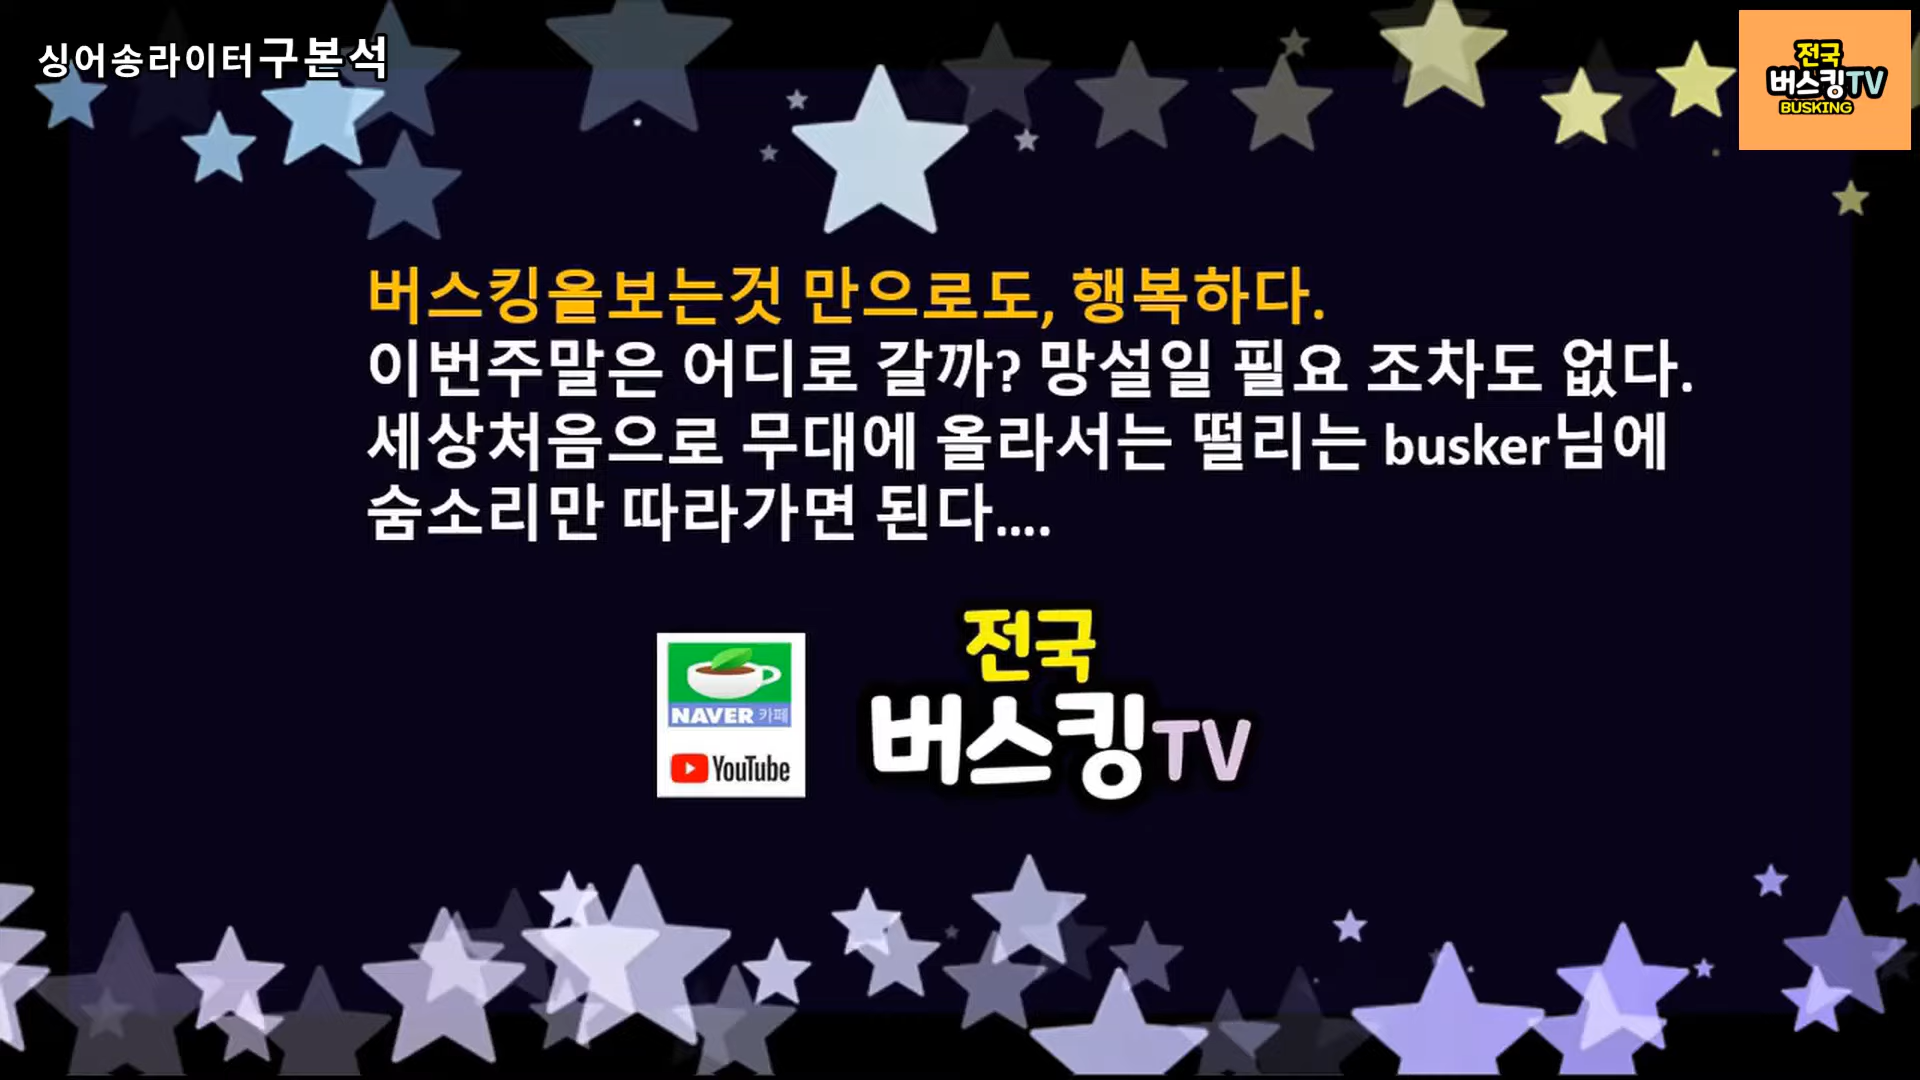 싱어송라이터구본석
전국
버스킹TV
BUSKING
버스킹을보는것 만으로도, 행복하다.
이번주말은 어디로 갈까? 망설일 필요 조차도 없다.
세상처음으로 무대에 올라서는 떨리는 busker님에
숨소리만 따라가면 된다....
NAVER 카페
YouTube
전국
버스킹TV